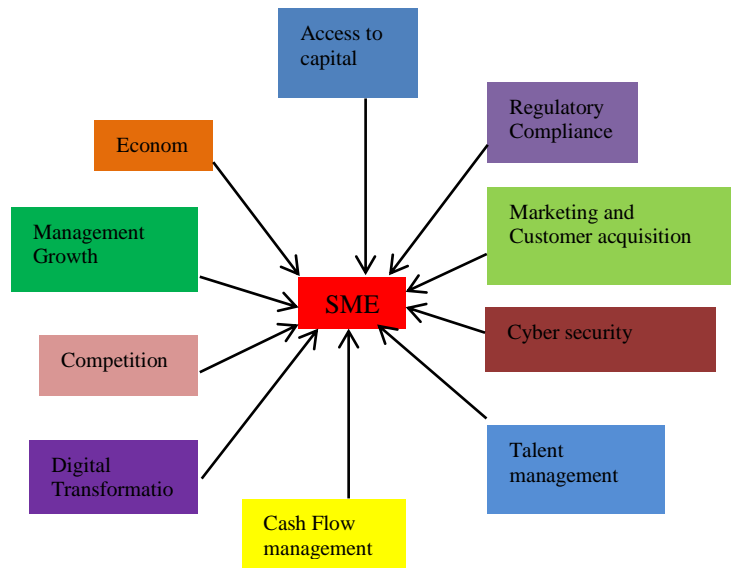 Access to
capital
Regulatory
Compliance
Econom
Marketing and
Customer acquisition
Management
Growth
SME
Cyber security
Competition
Talent
management
Digital
Transformatio
Cash Flow
management